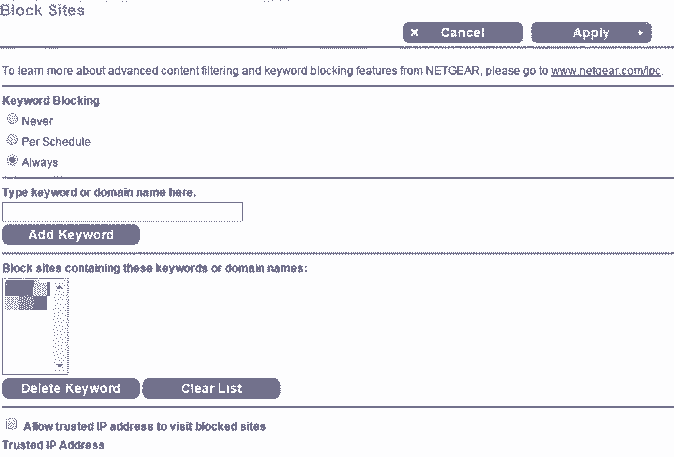 Block Sites
Cancel
Apply
To learn more about advanced content filtering and keyword blocking features from NETGEAR, please go to www.netgear.com/lpc.
Keyword Blocking
Never
Per Schedule
Always
Type keyword or domain name here.
Add Keyword
Block sites containing these keywords or domain names:
Delete Keyword
Clear List
Allow trusted IP address to visit blocked sites
Trusted IP Address